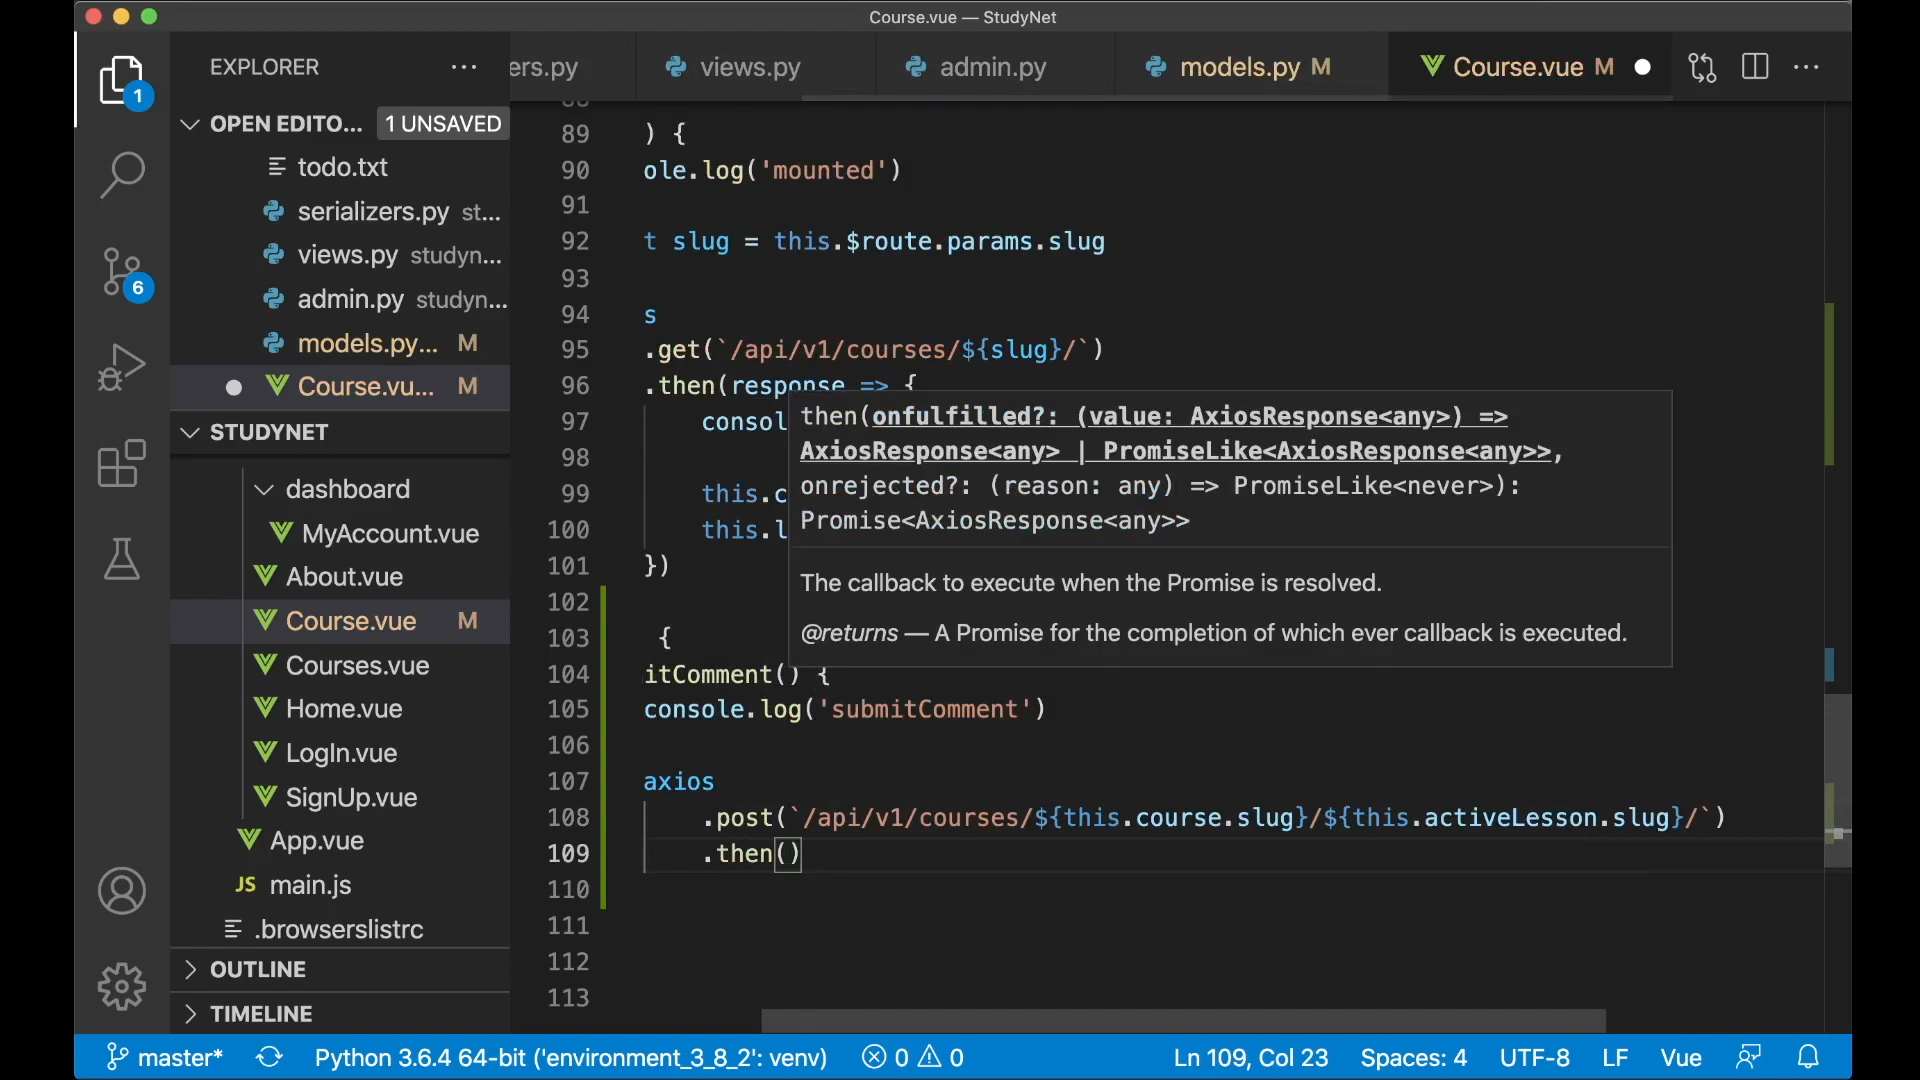 Course.vue — StudyNet
EXPLORER
ers.py
views.py
admin.py
models.py M
Course.vue M
1
OPEN EDITO...
1 UNSAVED
todo.txt
serializers.py st...
views.py studyn...
admin.py studyn...
models.py... M
Course.vu... M
STUDYNET
dashboard
MyAccount.vue
About.vue
Course.vue M
Courses.vue
Home.vue
LogIn.vue
SignUp.vue
App.vue
JS main.js
.browserslistrc
OUTLINE
TIMELINE
6
89 ) {
90 ole.log('mounted')
91
92 t slug = this.$route.params.slug
93
94 s
95 .get(`/api/v1/courses/${slug}/`)
96 .then(response => {
97 consol
98
99 this.c
100 this.l
101 })
102
103 {
104 itComment() {
105 console.log('submitComment')
106
107 axios
108 .post(`/api/v1/courses/${this.course.slug}/${this.activeLesson.slug}/`)
109 .then()
110
111
112
113
then(onfulfilled?: (value: AxiosResponse<any>) =>
AxiosResponse<any> | PromiseLike<AxiosResponse<any>>,
onrejected?: (reason: any) => PromiseLike<never>):
Promise<AxiosResponse<any>>
The callback to execute when the Promise is resolved.
@returns — A Promise for the completion of which ever callback is executed.
master* Python 3.6.4 64-bit ('environment_3_8_2': venv) 0 0 Ln 109, Col 23 Spaces: 4 UTF-8 LF Vue